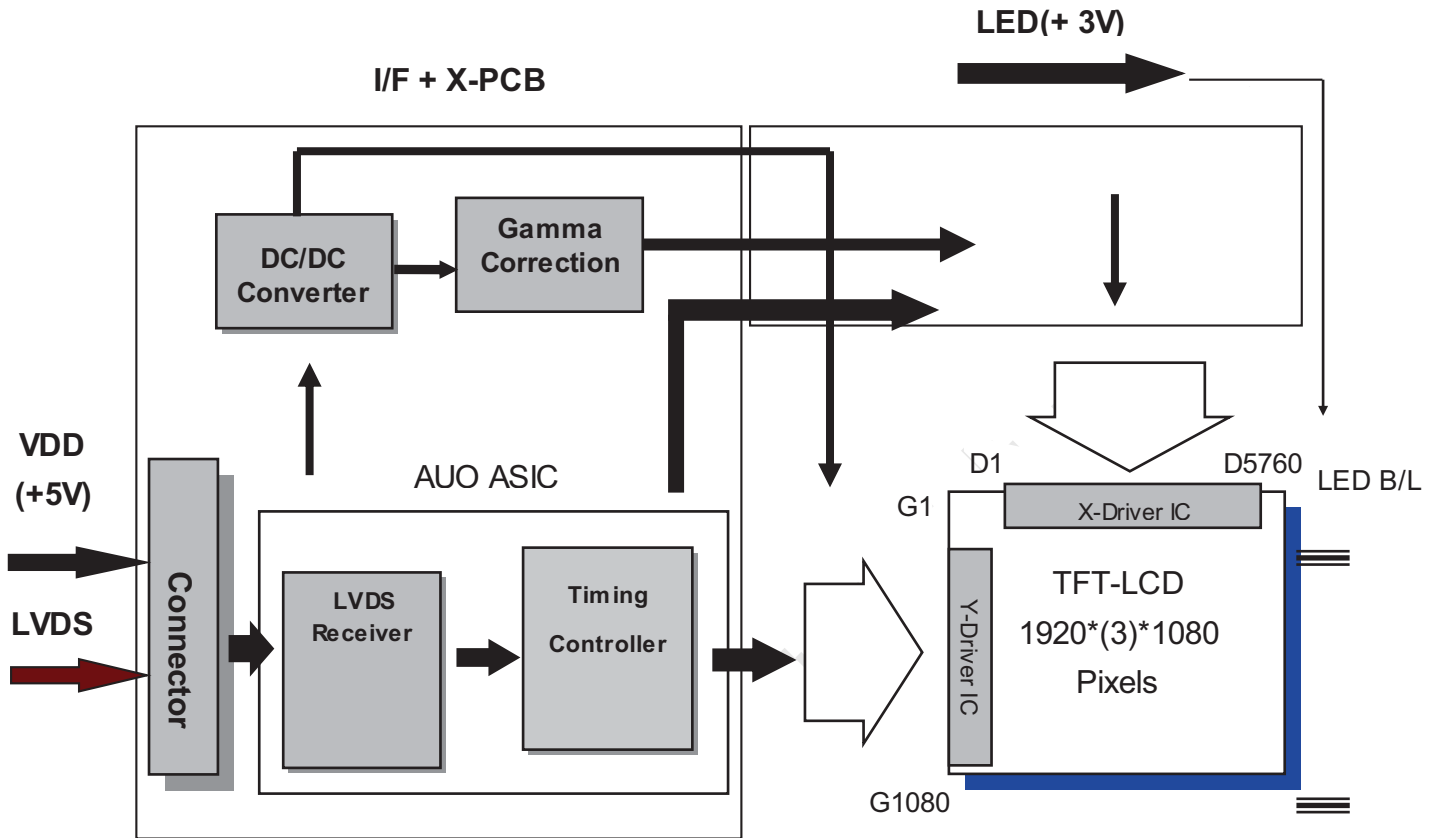 LED(+ 3V)
I/F + X-PCB
DC/DC
Converter
Gamma
Correction
VDD
(+5V)
LVDS
Connector
AUO ASIC
LVDS
Receiver
Timing
Controller
D1
D5760
G1
X-Driver IC
LED B/L
Y-Driver IC
TFT-LCD
1920*(3)*1080
Pixels
G1080